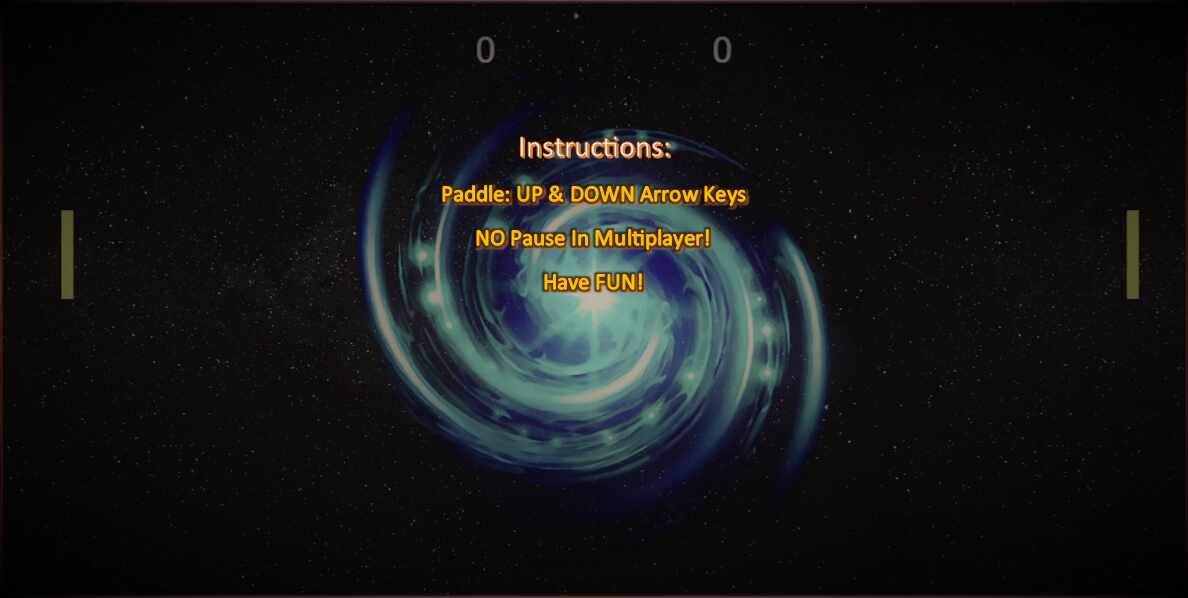 0 0
Instructions:
Paddle: UP & DOWN Arrow Keys
NO Pause In Multiplayer!
Have FUN!